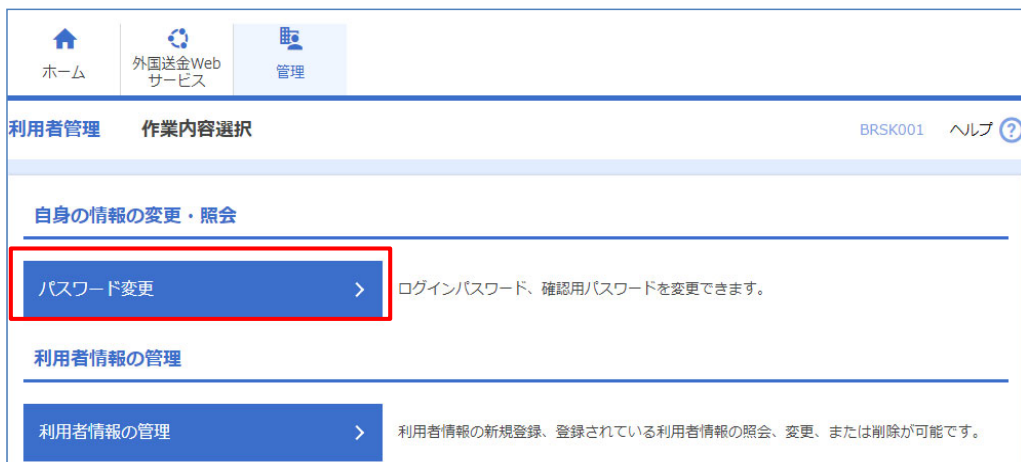 ホーム
外国送金Web
サービス
管理
利用者管理 作業内容選択 BRSK001 ヘルプ ?
自身の情報の変更・照会
パスワード変更 ログインパスワード、確認用パスワードを変更できます。
利用者情報の管理
利用者情報の管理 利用者情報の新規登録、登録されている利用者情報の照会、変更、または削除が可能です。